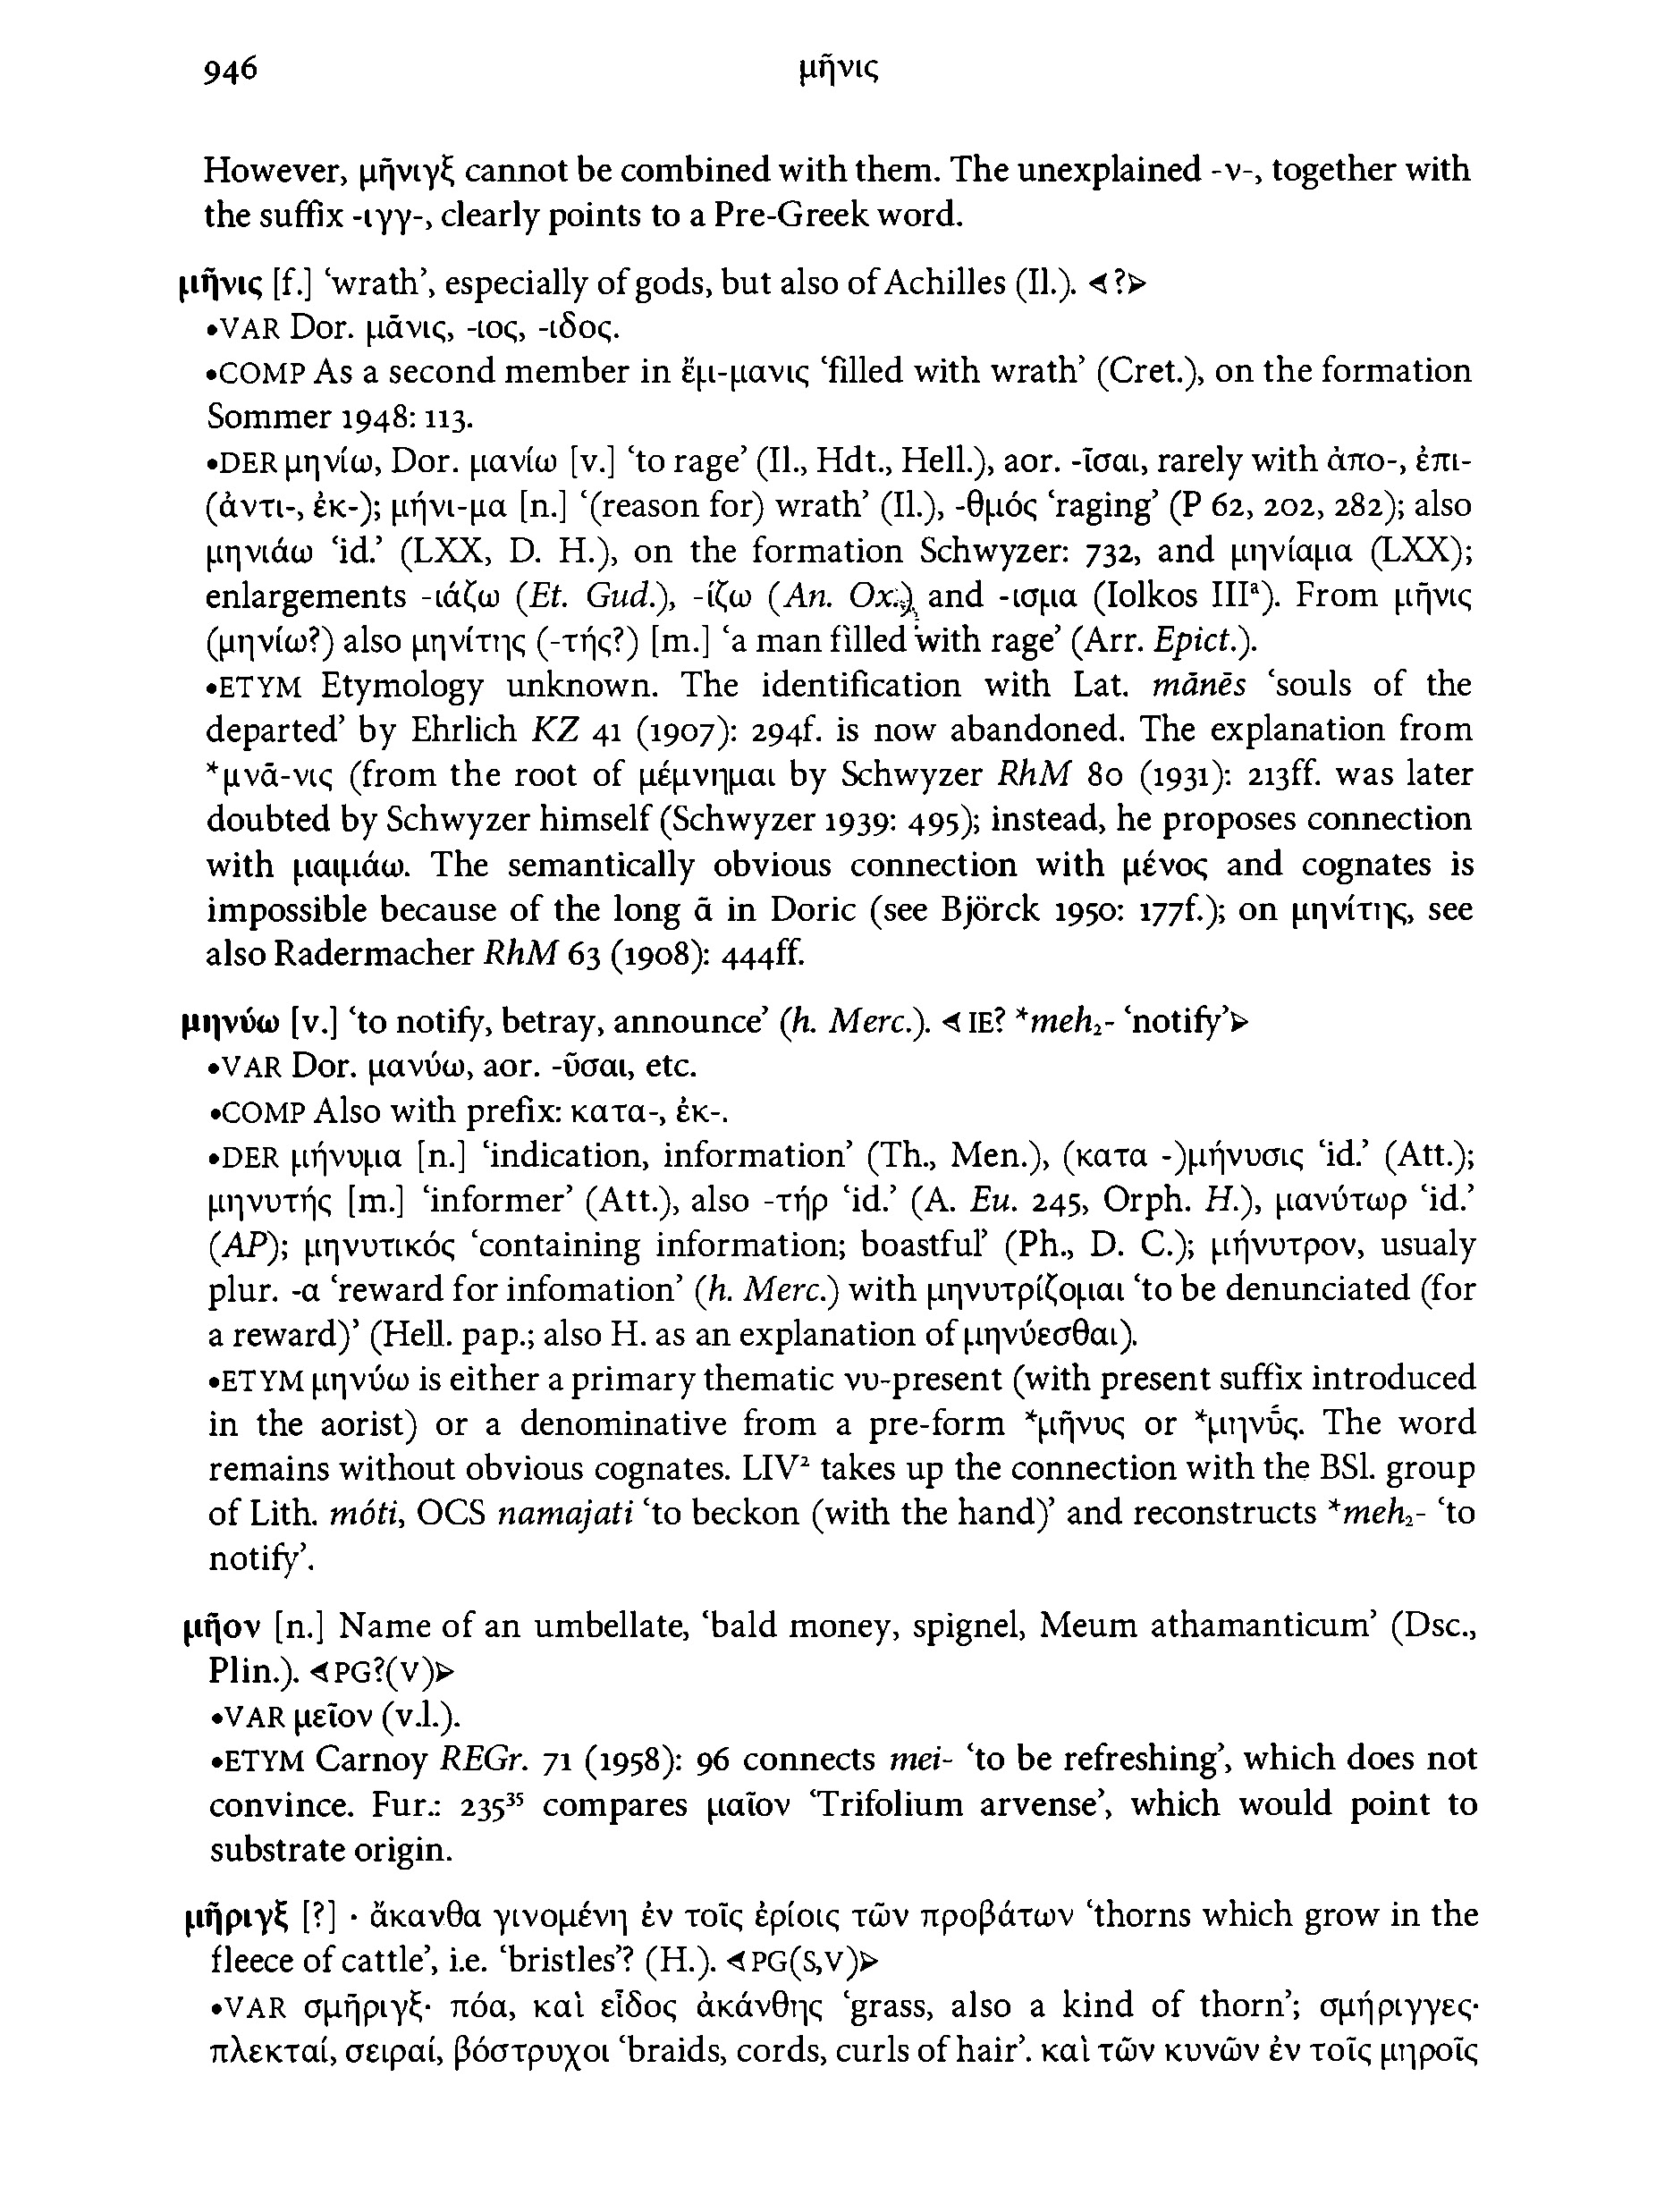 946 μῆνις
However, μῆνιγξ cannot be combined with them. The unexplained -ν-, together with
the suffix -ιγγ-, clearly points to a Pre-Greek word.
μῆνις [f.] ‘wrath’, especially of gods, but also of Achilles (Il.). ⊲?⊳
•VAR Dor. μᾶνις, -ιος, -ιδος.
•COMP As a second member in ἔμ-μανις ‘filled with wrath’ (Cret.), on the formation
Sommer 1948: 113.
•DER μηνίω, Dor. μανίω [v.] ‘to rage’ (Il., Hdt., Hell.), aor. -ῖσαι, rarely with ἀπο-, ἐπι-
(ἀντι-, ἐκ-); μήνι-μα [n.] ‘(reason for) wrath’ (Il.), -θμός ‘raging’ (Π 62, 202, 282); also
μηνιάω ‘id.’ (LXX, D. H.), on the formation Schwyzer: 732, and μηνίαμα (LXX);
enlargements -ιάζω (Et. Gud.), -ίζω (An. Ox.), and -ισμα (Iolkos IIIᵃ). From μῆνις
(μηνίω?) also μηνίτης (-τής?) [m.] ‘a man filled with rage’ (Arr. Epict.).
•ETYM Etymology unknown. The identification with Lat. mānēs ‘souls of the
departed’ by Ehrlich KZ 41 (1907): 294f. is now abandoned. The explanation from
*μνᾱ-νις (from the root of μέμνημαι by Schwyzer RhM 80 (1931): 213ff. was later
doubted by Schwyzer himself (Schwyzer 1939: 495); instead, he proposes connection
with μαιμάω. The semantically obvious connection with μένος and cognates is
impossible because of the long ā in Doric (see Björck 1950: 177f.); on μηνίτης, see
also Radermacher RhM 63 (1908): 444ff.
μηνύω [v.] ‘to notify, betray, announce’ (h. Merc.). ⊲IE? *meh₂- ‘notify’⊳
•VAR Dor. μανύω, aor. -ῦσαι, etc.
•COMP Also with prefix: κατα-, ἐκ-.
•DER μήνυμα [n.] ‘indication, information’ (Th., Men.), (κατα -)μήνυσις ‘id.’ (Att.);
μηνυτής [m.] ‘informer’ (Att.), also -τήρ ‘id.’ (A. Eu. 245, Orph. H.), μανύτωρ ‘id.’
(AP); μηνυτικός ‘containing information; boastful’ (Ph., D. C.); μήνυτρον, usualy
plur. -α ‘reward for infomation’ (h. Merc.) with μηνυτρίζομαι ‘to be denunciated (for
a reward)’ (Hell. pap.; also H. as an explanation of μηνύεσθαι).
•ETYM μηνύω is either a primary thematic νυ-present (with present suffix introduced
in the aorist) or a denominative from a pre-form *μῆνυς or *μηνῡ́ς. The word
remains without obvious cognates. LIV² takes up the connection with the BSl. group
of Lith. móti, OCS namajati ‘to beckon (with the hand)’ and reconstructs *meh₂- ‘to
notify’.
μῆον [n.] Name of an umbellate, ‘bald money, spignel, Meum athamanticum’ (Dsc.,
Plin.). ⊲PG?(V)⊳
•VAR μεῖον (v.l.).
•ETYM Carnoy REGr. 71 (1958): 96 connects mei- ‘to be refreshing’, which does not
convince. Fur.: 235³⁵ compares μαῖον ‘Trifolium arvense’, which would point to
substrate origin.
μῆριγξ [?] · ἄκανθα γινομένη ἐν τοῖς ἐρίοις τῶν προβάτων ‘thorns which grow in the
fleece of cattle’, i.e. ‘bristles’? (H.). ⊲PG(S,V)⊳
•VAR σμῆριγξ· πόα, καὶ εἶδος ἀκάνθης ‘grass, also a kind of thorn’; σμήριγγες·
πλεκταί, σειραί, βόστρυχοι ‘braids, cords, curls of hair’. καὶ τῶν κυνῶν ἐν τοῖς μηροῖς